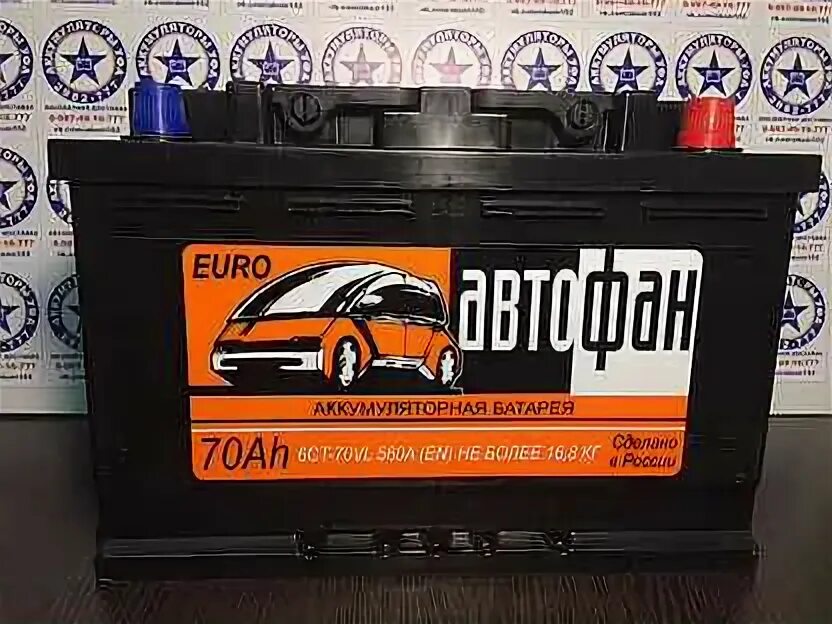 EURO
автофан
АККУМУЛЯТОРНАЯ БАТАРЕЯ
70Ah 6СТ-70VL 560А (EN) НЕ БОЛЕЕ 16,8 КГ
Сделано
в России